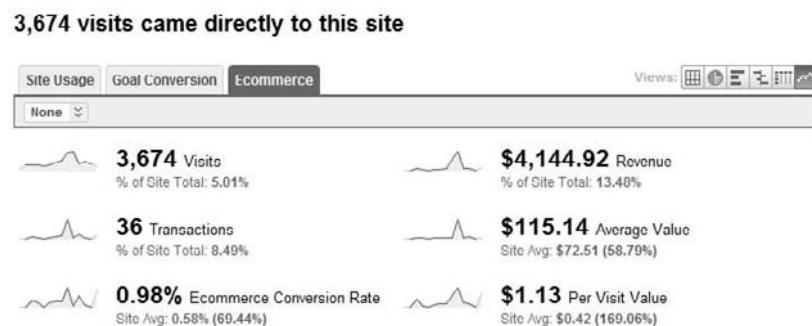 3,674 visits came directly to this site
Site Usage Goal Conversion Ecommerce Views:
None
3,674 Visits
% of Site Total: 5.01%
$4,144.92 Revenue
% of Site Total: 13.48%
36 Transactions
% of Site Total: 8.49%
$115.14 Average Value
Site Avg: $72.51 (58.79%)
0.98% Ecommerce Conversion Rate
Site Avg: 0.58% (69.44%)
$1.13 Per Visit Value
Site Avg: $0.42 (169.06%)